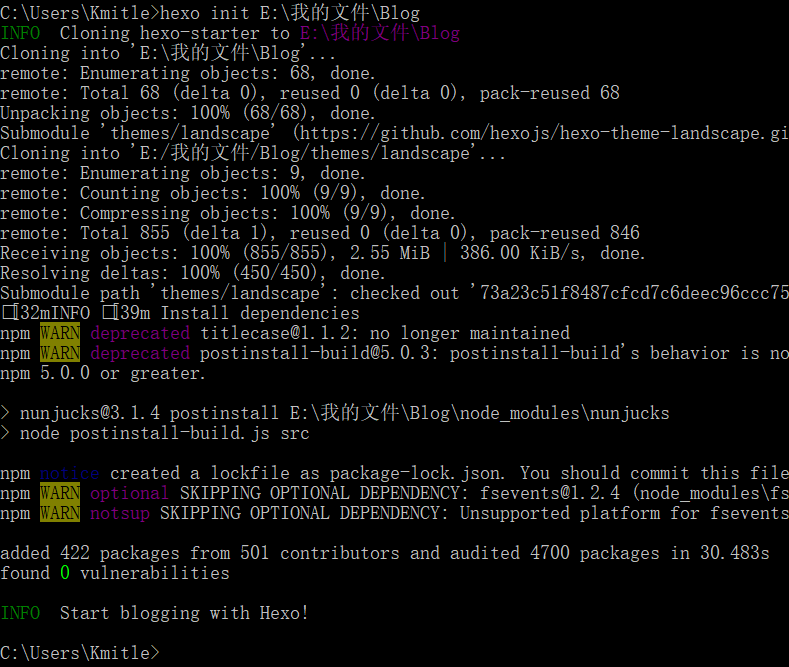 C:\Users\Kmitle>hexo init E:\我的文件\Blog
INFO  Cloning hexo-starter to E:\我的文件\Blog
Cloning into 'E:\我的文件\Blog'...
remote: Enumerating objects: 68, done.
remote: Total 68 (delta 0), reused 0 (delta 0), pack-reused 68
Unpacking objects: 100% (68/68), done.
Submodule 'themes/landscape' (https://github.com/hexojs/hexo-theme-landscape.gi
Cloning into 'E:/我的文件/Blog/themes/landscape'...
remote: Enumerating objects: 9, done.
remote: Counting objects: 100% (9/9), done.
remote: Compressing objects: 100% (9/9), done.
remote: Total 855 (delta 1), reused 0 (delta 0), pack-reused 846
Receiving objects: 100% (855/855), 2.55 MiB | 386.00 KiB/s, done.
Resolving deltas: 100% (450/450), done.
Submodule path 'themes/landscape': checked out '73a23c51f8487cfcd7c6deec96ccc75
□[32mINFO □[39m Install dependencies
npm WARN deprecated titlecase@1.1.2: no longer maintained
npm WARN deprecated postinstall-build@5.0.3: postinstall-build's behavior is no
npm 5.0.0 or greater.
> nunjucks@3.1.4 postinstall E:\我的文件\Blog\node_modules\nunjucks
> node postinstall-build.js src
npm notice created a lockfile as package-lock.json. You should commit this file
npm WARN optional SKIPPING OPTIONAL DEPENDENCY: fsevents@1.2.4 (node_modules\fs
npm WARN notsup SKIPPING OPTIONAL DEPENDENCY: Unsupported platform for fsevents
added 422 packages from 501 contributors and audited 4700 packages in 30.483s
found 0 vulnerabilities
INFO  Start blogging with Hexo!
C:\Users\Kmitle>